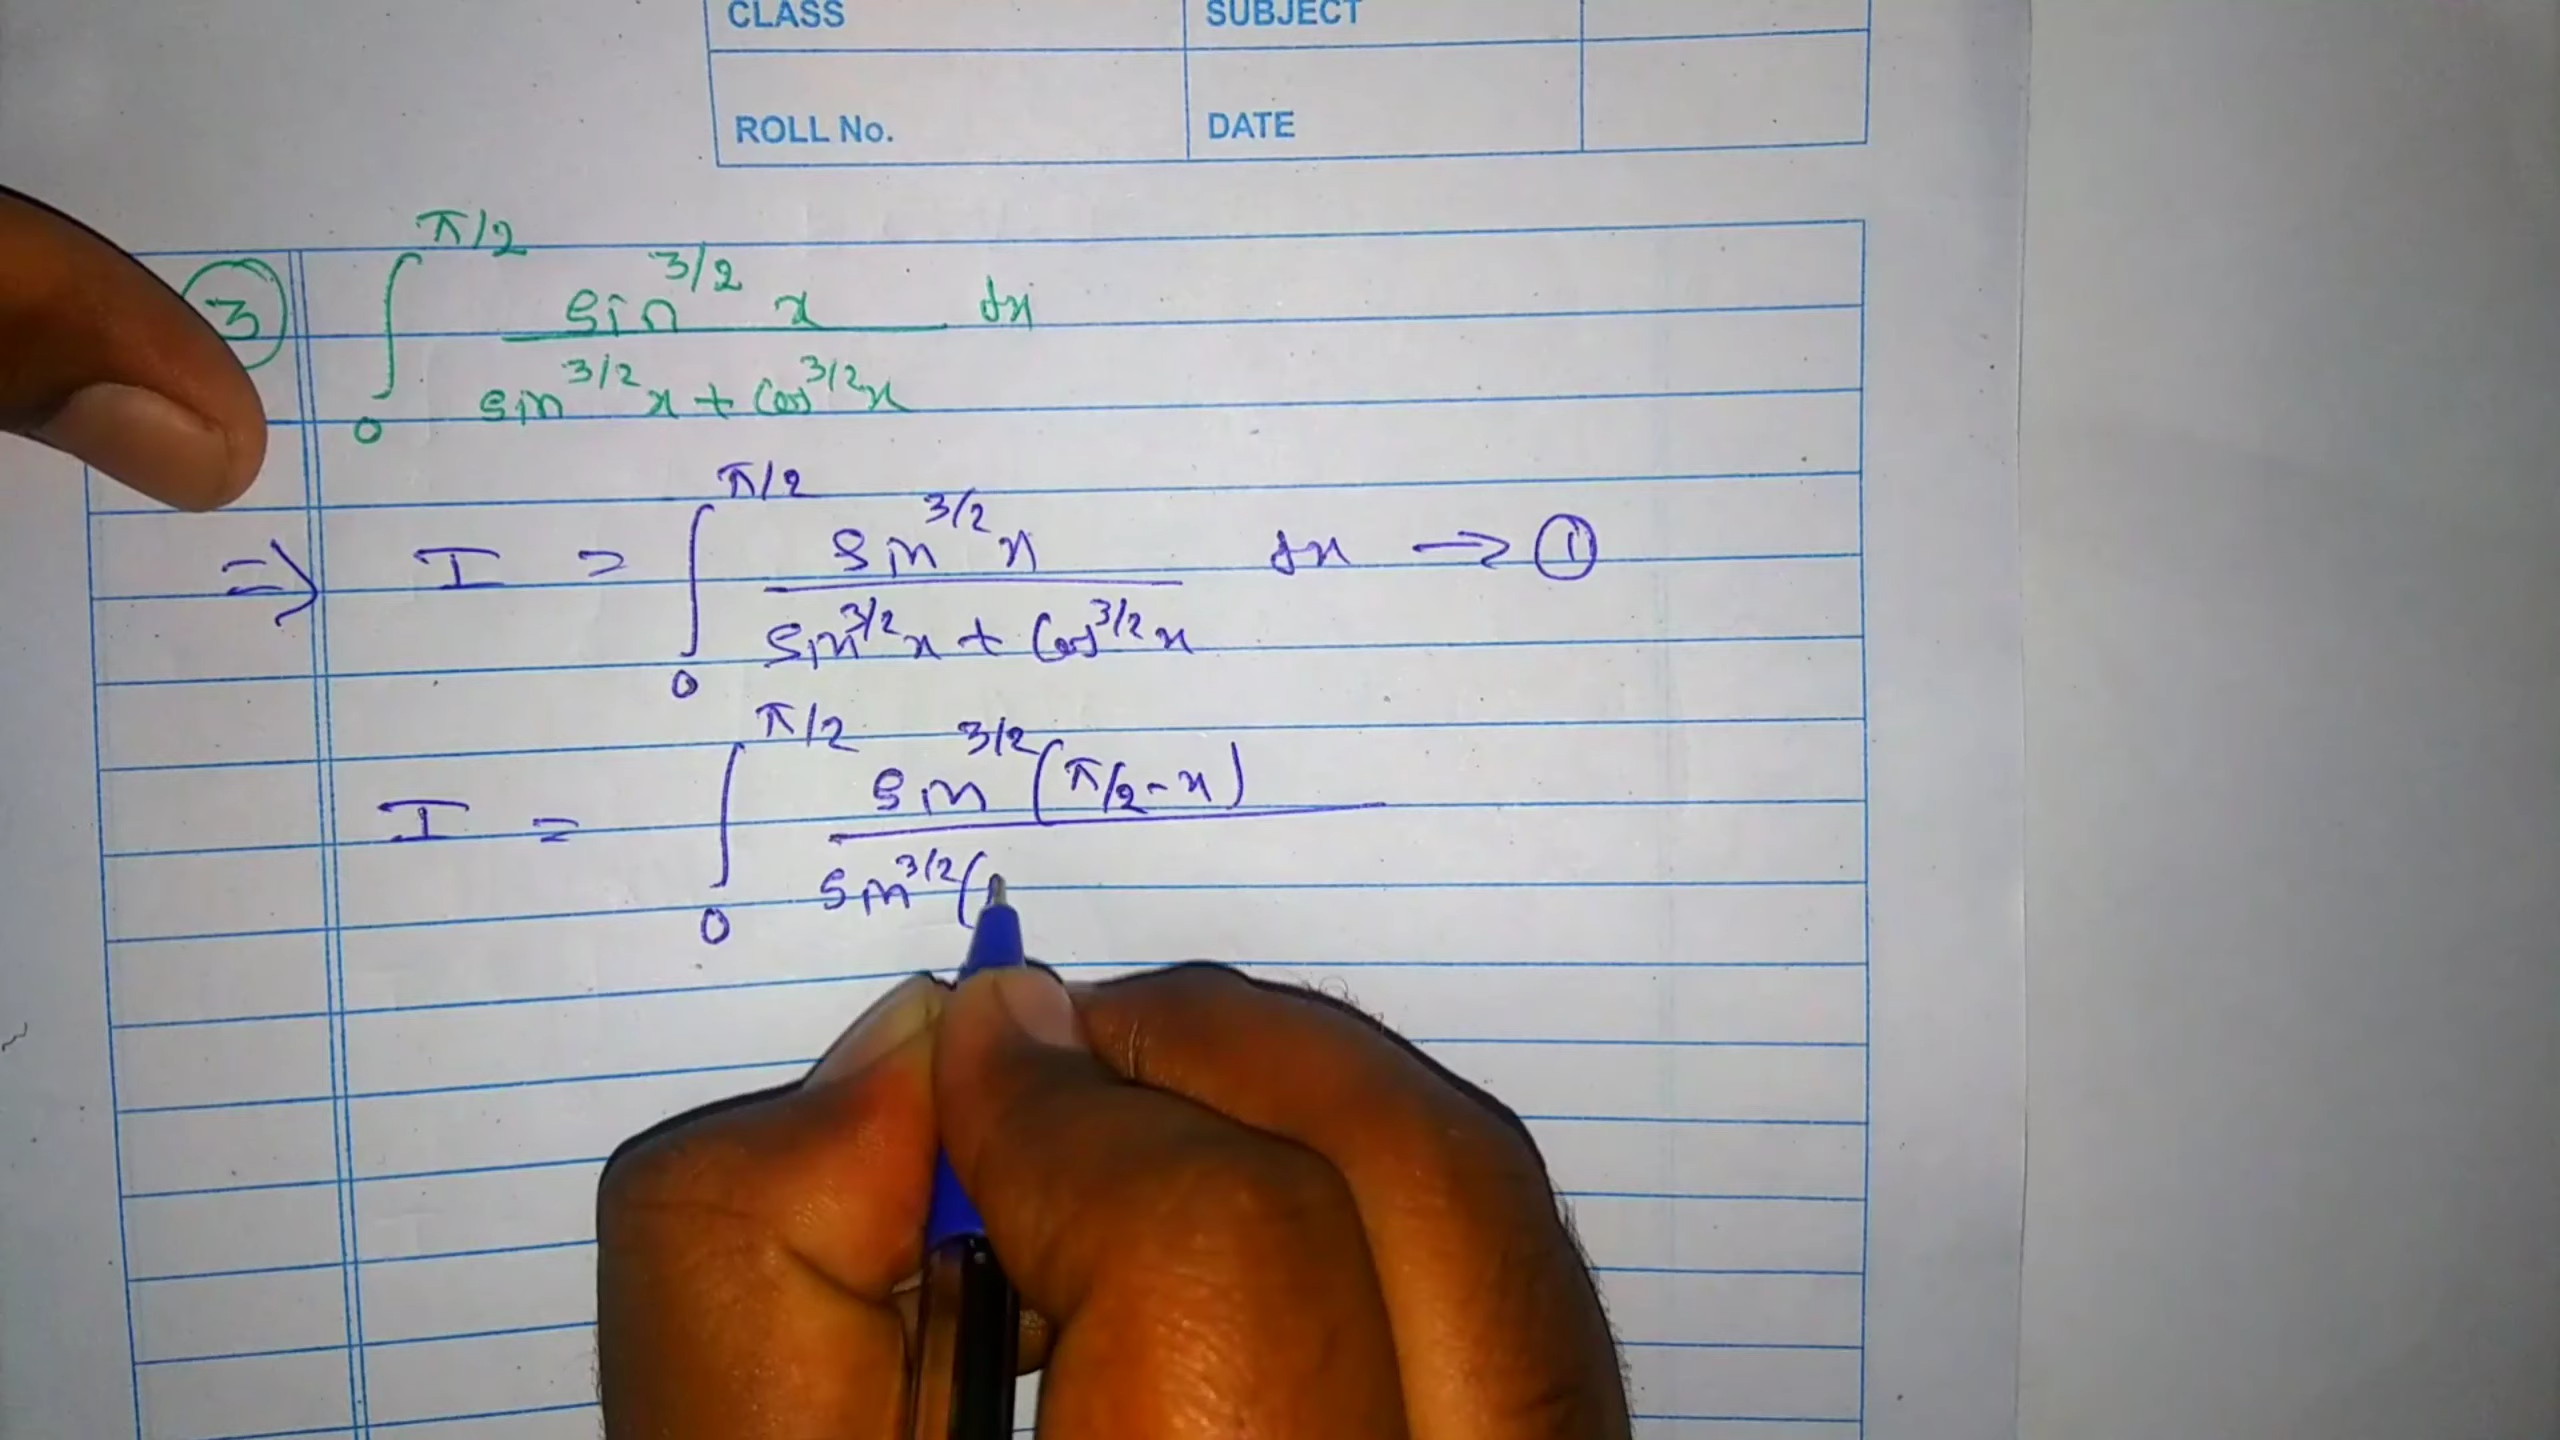 CLASS SUBJECT
ROLL No. DATE
3 ∫₀^π/2 sin^3/2 x / sin^3/2 x + Cos^3/2 x dx
⇒ I = ∫₀^π/2 sin^3/2 x / sin^3/2 x + Cos^3/2 x dx → 1
I = ∫₀^π/2 sin^3/2 (π/2 - x) / sin^3/2 (